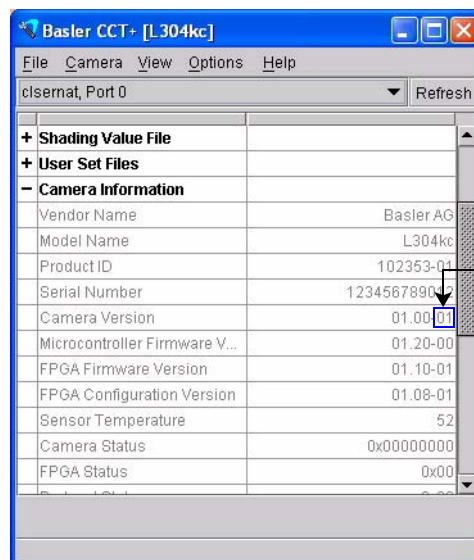 Basler CCT+ [L304kc]
File Camera View Options Help
clsernat, Port 0 Refresh
+ Shading Value File
+ User Set Files
− Camera Information
Vendor Name Basler AG
Model Name L304kc
Product ID 102353-01
Serial Number 123456789012
Camera Version 01.00-01
Microcontroller Firmware V... 01.20-00
FPGA Firmware Version 01.10-01
FPGA Configuration Version 01.08-01
Sensor Temperature 52
Camera Status 0x00000000
FPGA Status 0x00